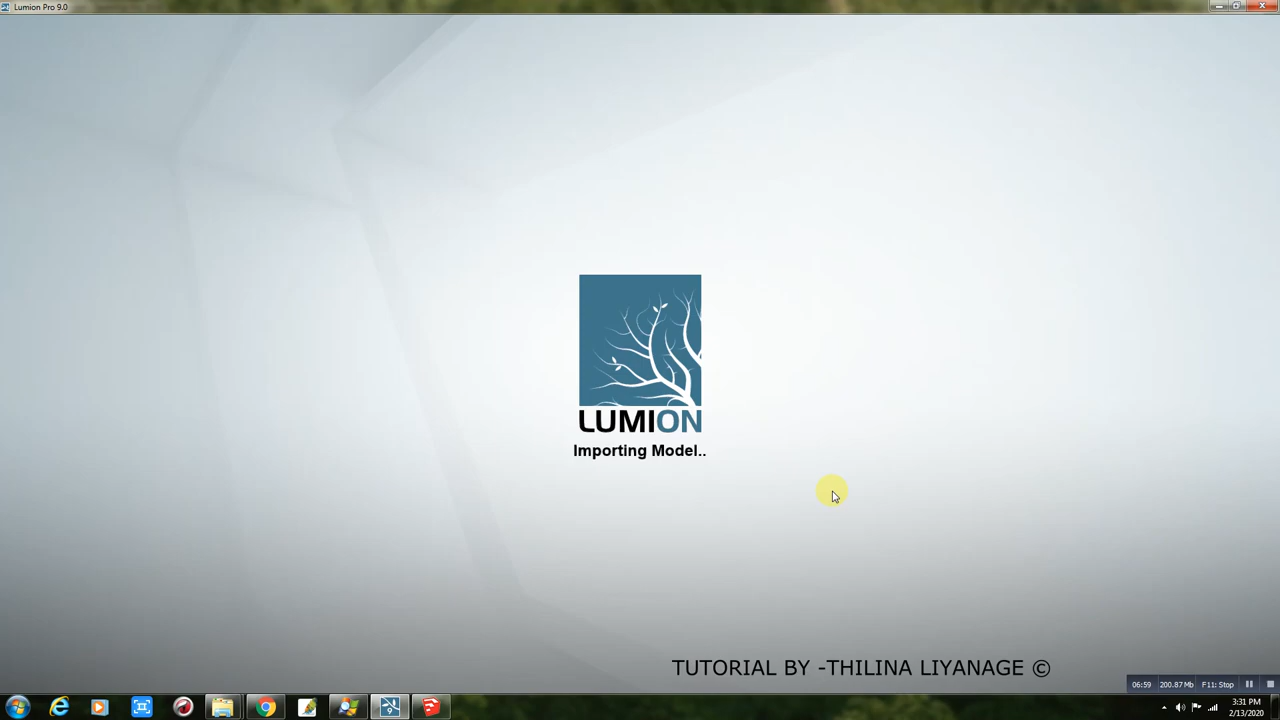 Lumion Pro 9.0
LUMION
Importing Model..
TUTORIAL BY -THILINA LIYANAGE ©
06:59 200.87 Mb F11: Stop
3:31 PM
2/13/2020